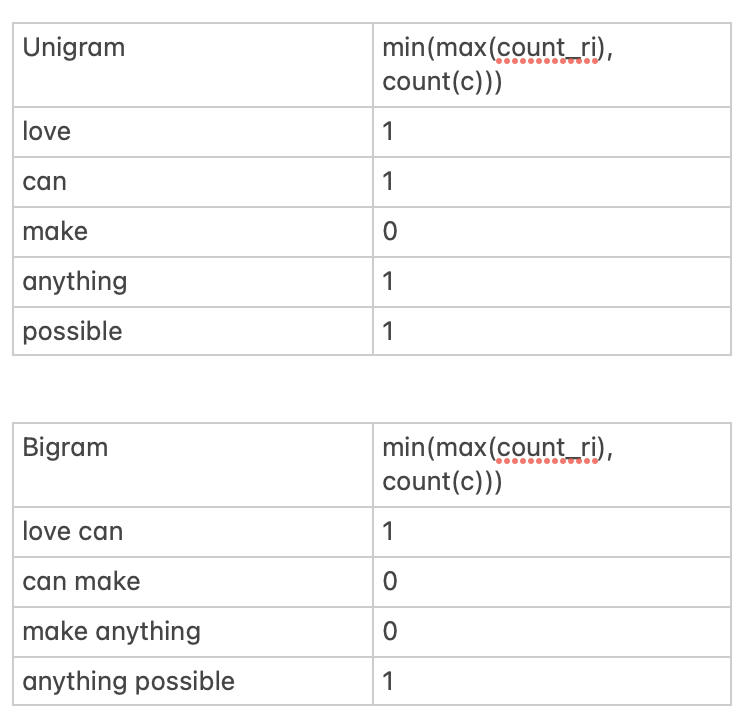 Unigram min(max(count_ri),
count(c)))
love 1
can 1
make 0
anything 1
possible 1
Bigram min(max(count_ri),
count(c)))
love can 1
can make 0
make anything 0
anything possible 1